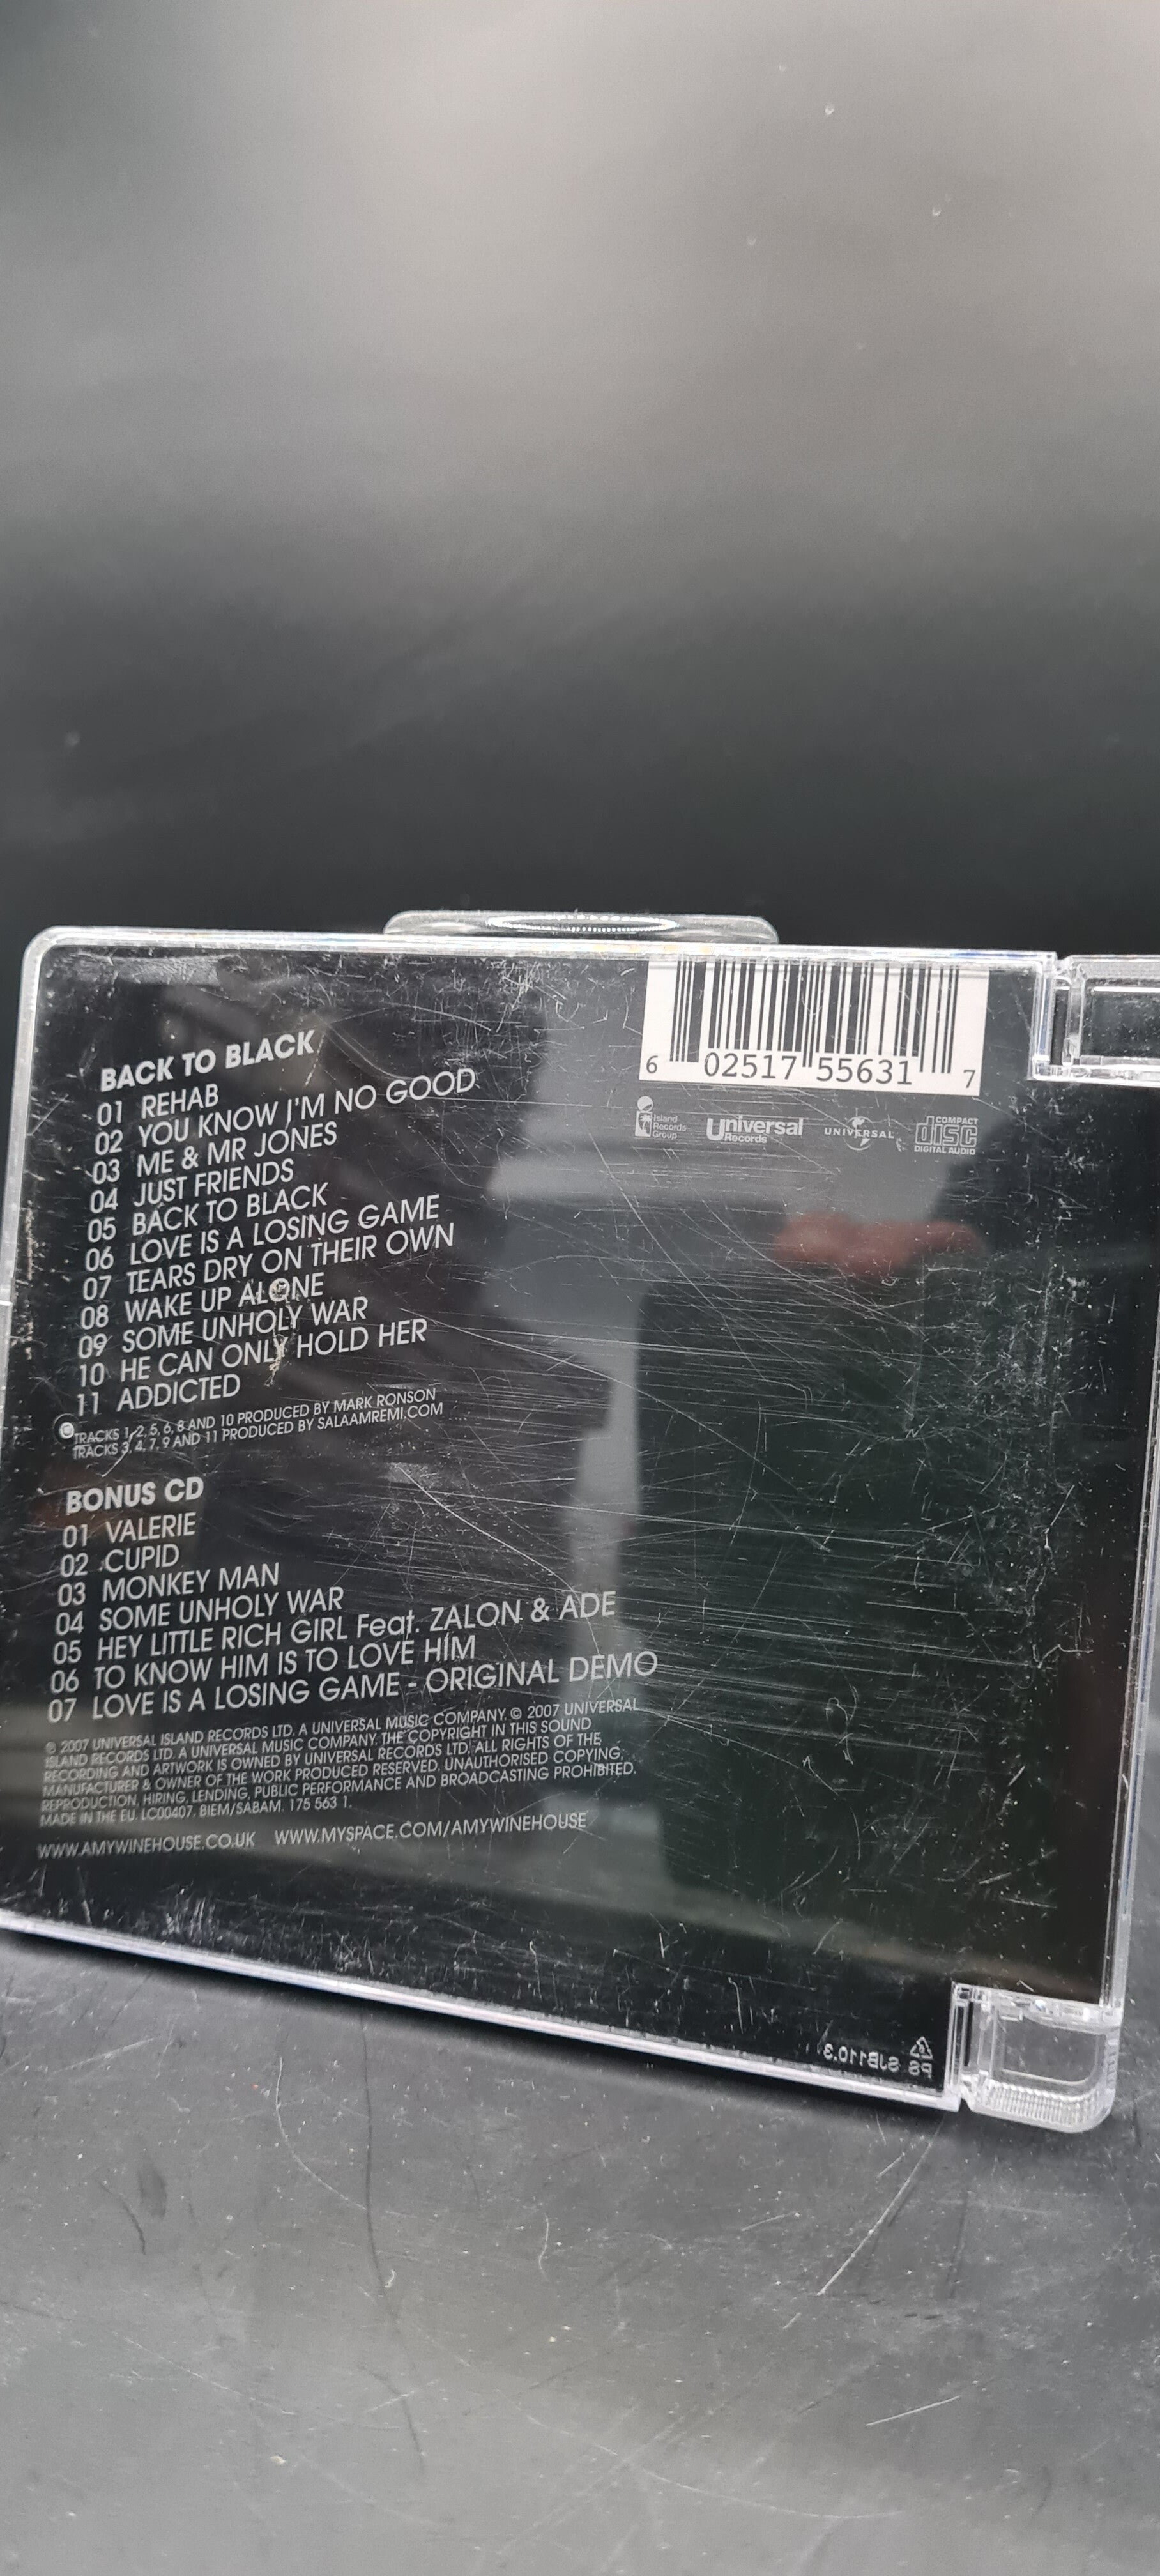 BACK TO BLACK
01 REHAB
02 YOU KNOW I'M NO GOOD
03 ME & MR JONES
04 JUST FRIENDS
05 BACK TO BLACK
06 LOVE IS A LOSING GAME
07 TEARS DRY ON THEIR OWN
08 WAKE UP ALONE
09 SOME UNHOLY WAR
10 HE CAN ONLY HOLD HER
11 ADDICTED
TRACKS 1, 2, 5, 6, 8 AND 10 PRODUCED BY MARK RONSON
TRACKS 3, 4, 7, 9 AND 11 PRODUCED BY SALAAMREMI.COM
BONUS CD
01 VALERIE
02 CUPID
03 MONKEY MAN
04 SOME UNHOLY WAR
05 HEY LITTLE RICH GIRL Feat. ZALON & ADE
06 TO KNOW HIM IS TO LOVE HIM
07 LOVE IS A LOSING GAME - ORIGINAL DEMO
℗ 2007 UNIVERSAL ISLAND RECORDS LTD. A UNIVERSAL MUSIC COMPANY. © 2007 UNIVERSAL
ISLAND RECORDS LTD. A UNIVERSAL MUSIC COMPANY. THE COPYRIGHT IN THIS SOUND
RECORDING AND ARTWORK IS OWNED BY UNIVERSAL RECORDS LTD. ALL RIGHTS OF THE
MANUFACTURER & OWNER OF THE WORK PRODUCED RESERVED. UNAUTHORISED COPYING,
REPRODUCTION, HIRING, LENDING, PUBLIC PERFORMANCE AND BROADCASTING PROHIBITED.
MADE IN THE EU. LC00407. BIEM/SABAM. 175 563 1.
WWW.AMYWINEHOUSE.CO.UK WWW.MYSPACE.COM/AMYWINEHOUSE
6 02517 55631 7
Island
Records
Group
Universal
Records
UNIVERSAL
COMPACT
disc
DIGITAL AUDIO
PS SJB110.3